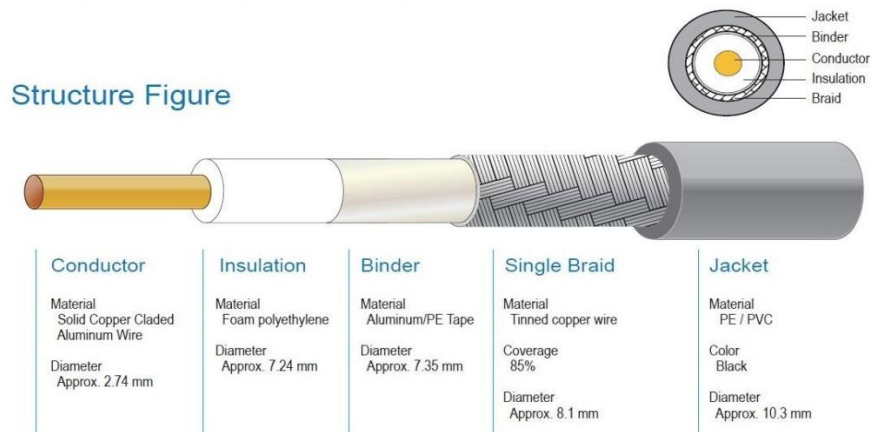 Jacket
Binder
Conductor
Insulation
Braid
Structure Figure
Conductor
Material
Solid Copper Claded
Aluminum Wire
Diameter
Approx. 2.74 mm
Insulation
Material
Foam polyethylene
Diameter
Approx. 7.24 mm
Binder
Material
Aluminum/PE Tape
Diameter
Approx. 7.35 mm
Single Braid
Material
Tinned copper wire
Coverage
85%
Diameter
Approx. 8.1 mm
Jacket
Material
PE / PVC
Color
Black
Diameter
Approx. 10.3 mm